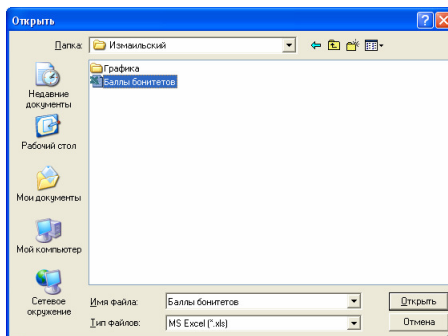 Открыть
Папка: Измаильский
Графика
Баллы бонитетов
Недавние
документы
Рабочий стол
Мои документы
Мой компьютер
Сетевое
окружение
Имя файла: Баллы бонитетов Открыть
Тип файлов: MS Excel (*.xls) Отмена